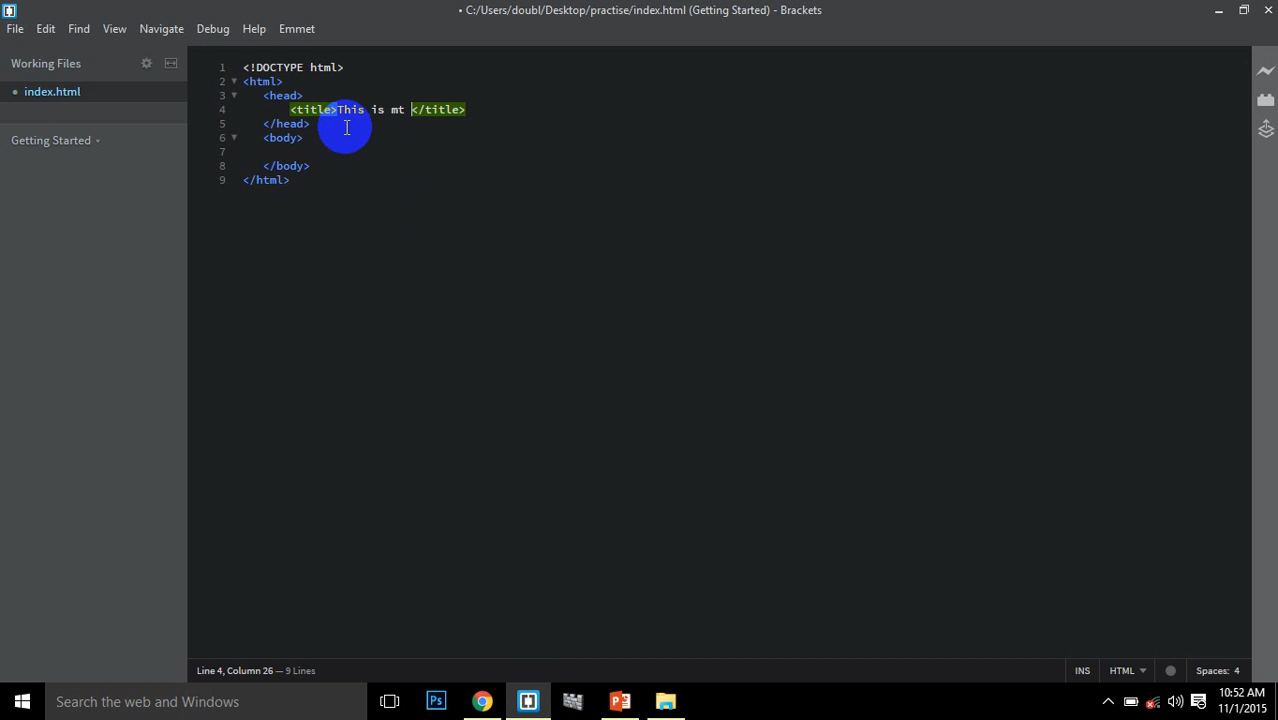 • C:/Users/doubl/Desktop/practise/index.html (Getting Started) - Brackets
File Edit Find View Navigate Debug Help Emmet
Working Files
• index.html
Getting Started
1 <!DOCTYPE html>
2 <html>
3 <head>
4 <title>This is mt </title>
5 </head>
6 <body>
7
8 </body>
9 </html>
Line 4, Column 26 — 9 Lines
INS HTML Spaces: 4
Search the web and Windows
Ps
10:52 AM
11/1/2015